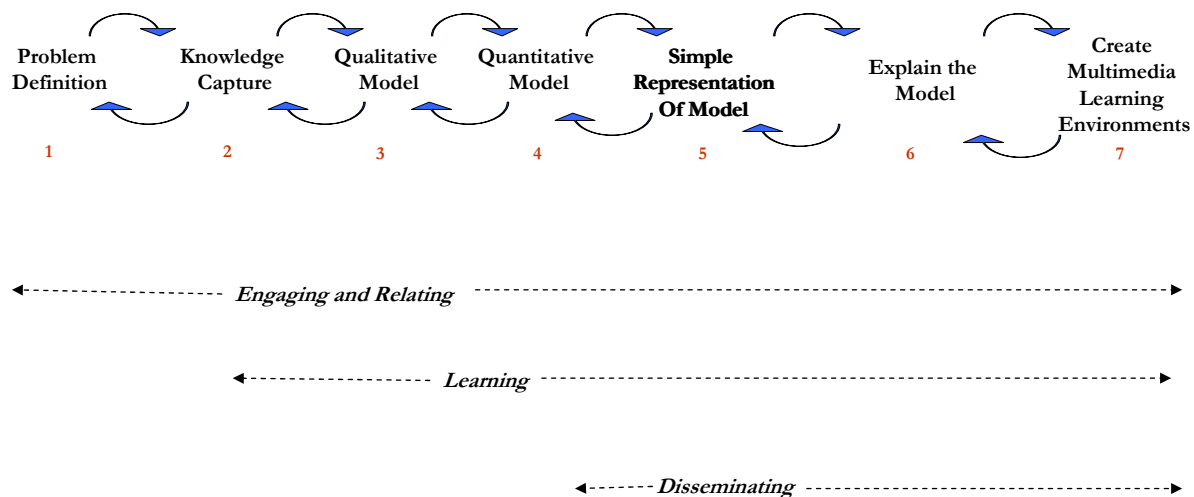 Problem
Definition
Knowledge
Capture
Qualitative
Model
Quantitative
Model
Simple
Representation
Of Model
Explain the
Model
Create
Multimedia
Learning
Environments
1
2
3
4
5
6
7
Engaging and Relating
Learning
Disseminating